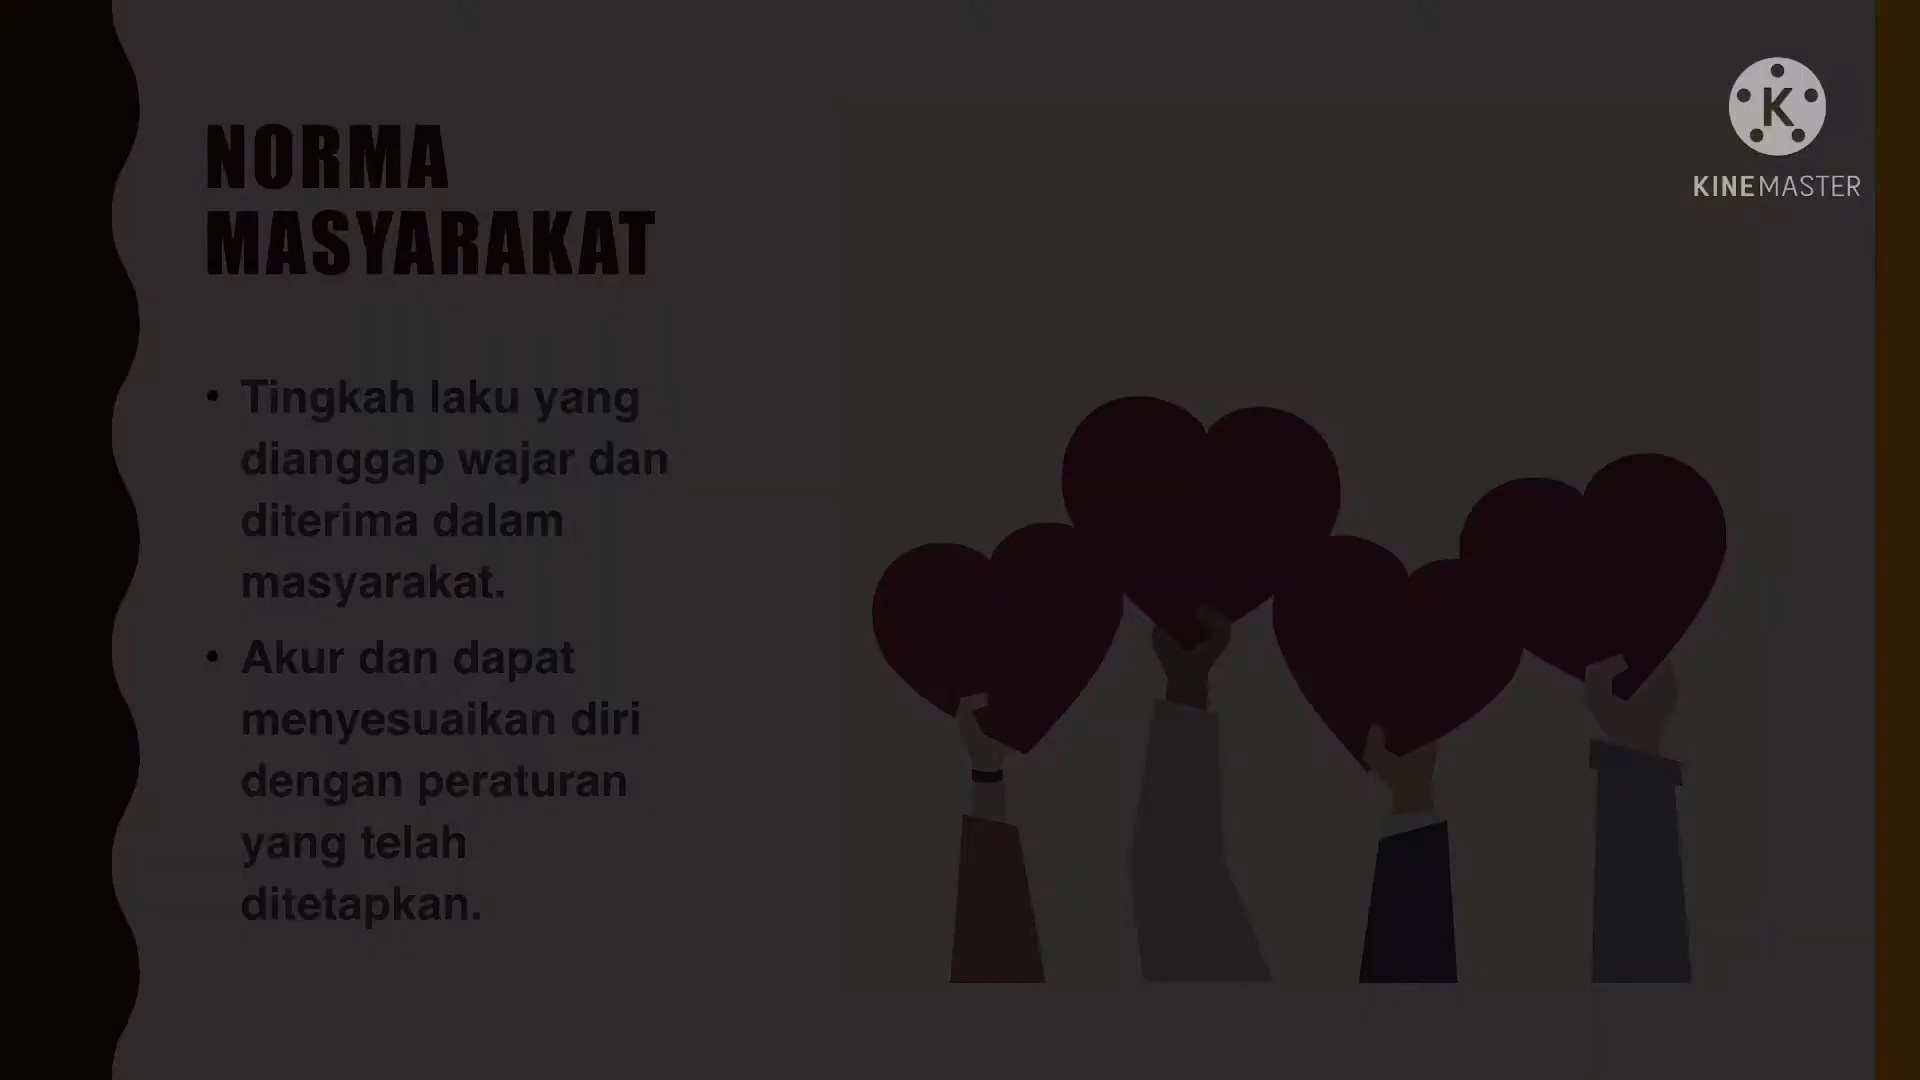 NORMA
MASYARAKAT
• Tingkah laku yang
dianggap wajar dan
diterima dalam
masyarakat.
• Akur dan dapat
menyesuaikan diri
dengan peraturan
yang telah
ditetapkan.
K
KINEMASTER